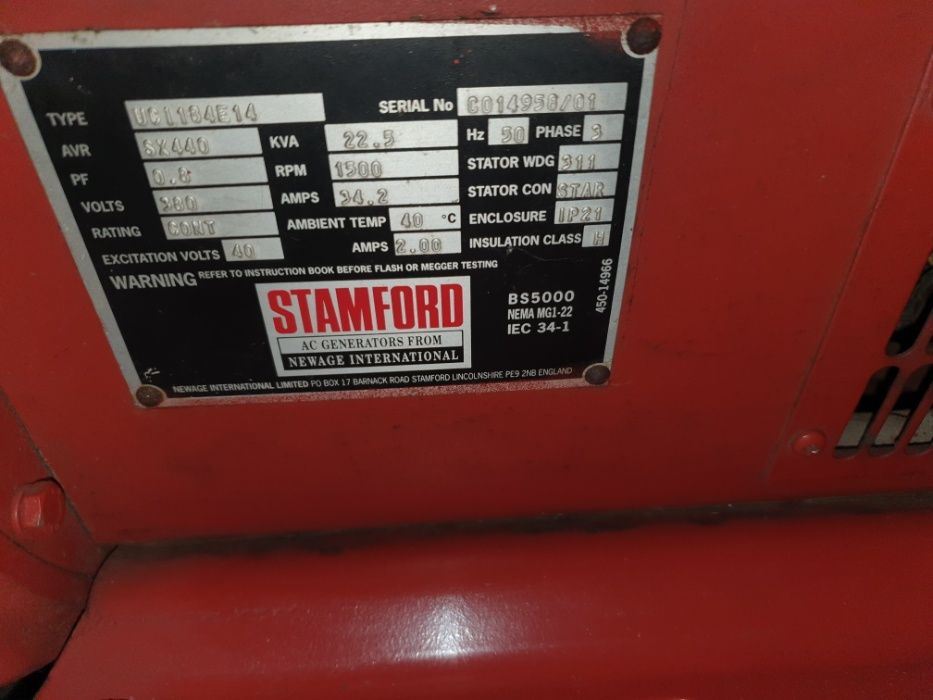 TYPE UC1184E14 SERIAL No C014958/01
AVR SX440 KVA 22.5 Hz 50 PHASE 3
PF 0.8 RPM 1500 STATOR WDG 311
VOLTS 380 AMPS 34.2 STATOR CON STAR
RATING CONT AMBIENT TEMP 40 °C ENCLOSURE IP21
EXCITATION VOLTS 40 AMPS 2.00 INSULATION CLASS H
WARNING REFER TO INSTRUCTION BOOK BEFORE FLASH OR MEGGER TESTING
STAMFORD
AC GENERATORS FROM
NEWAGE INTERNATIONAL
BS5000
NEMA MG1-22
IEC 34-1
450-14966
NEWAGE INTERNATIONAL LIMITED PO BOX 17 BARNACK ROAD STAMFORD LINCOLNSHIRE PE9 2NB ENGLAND